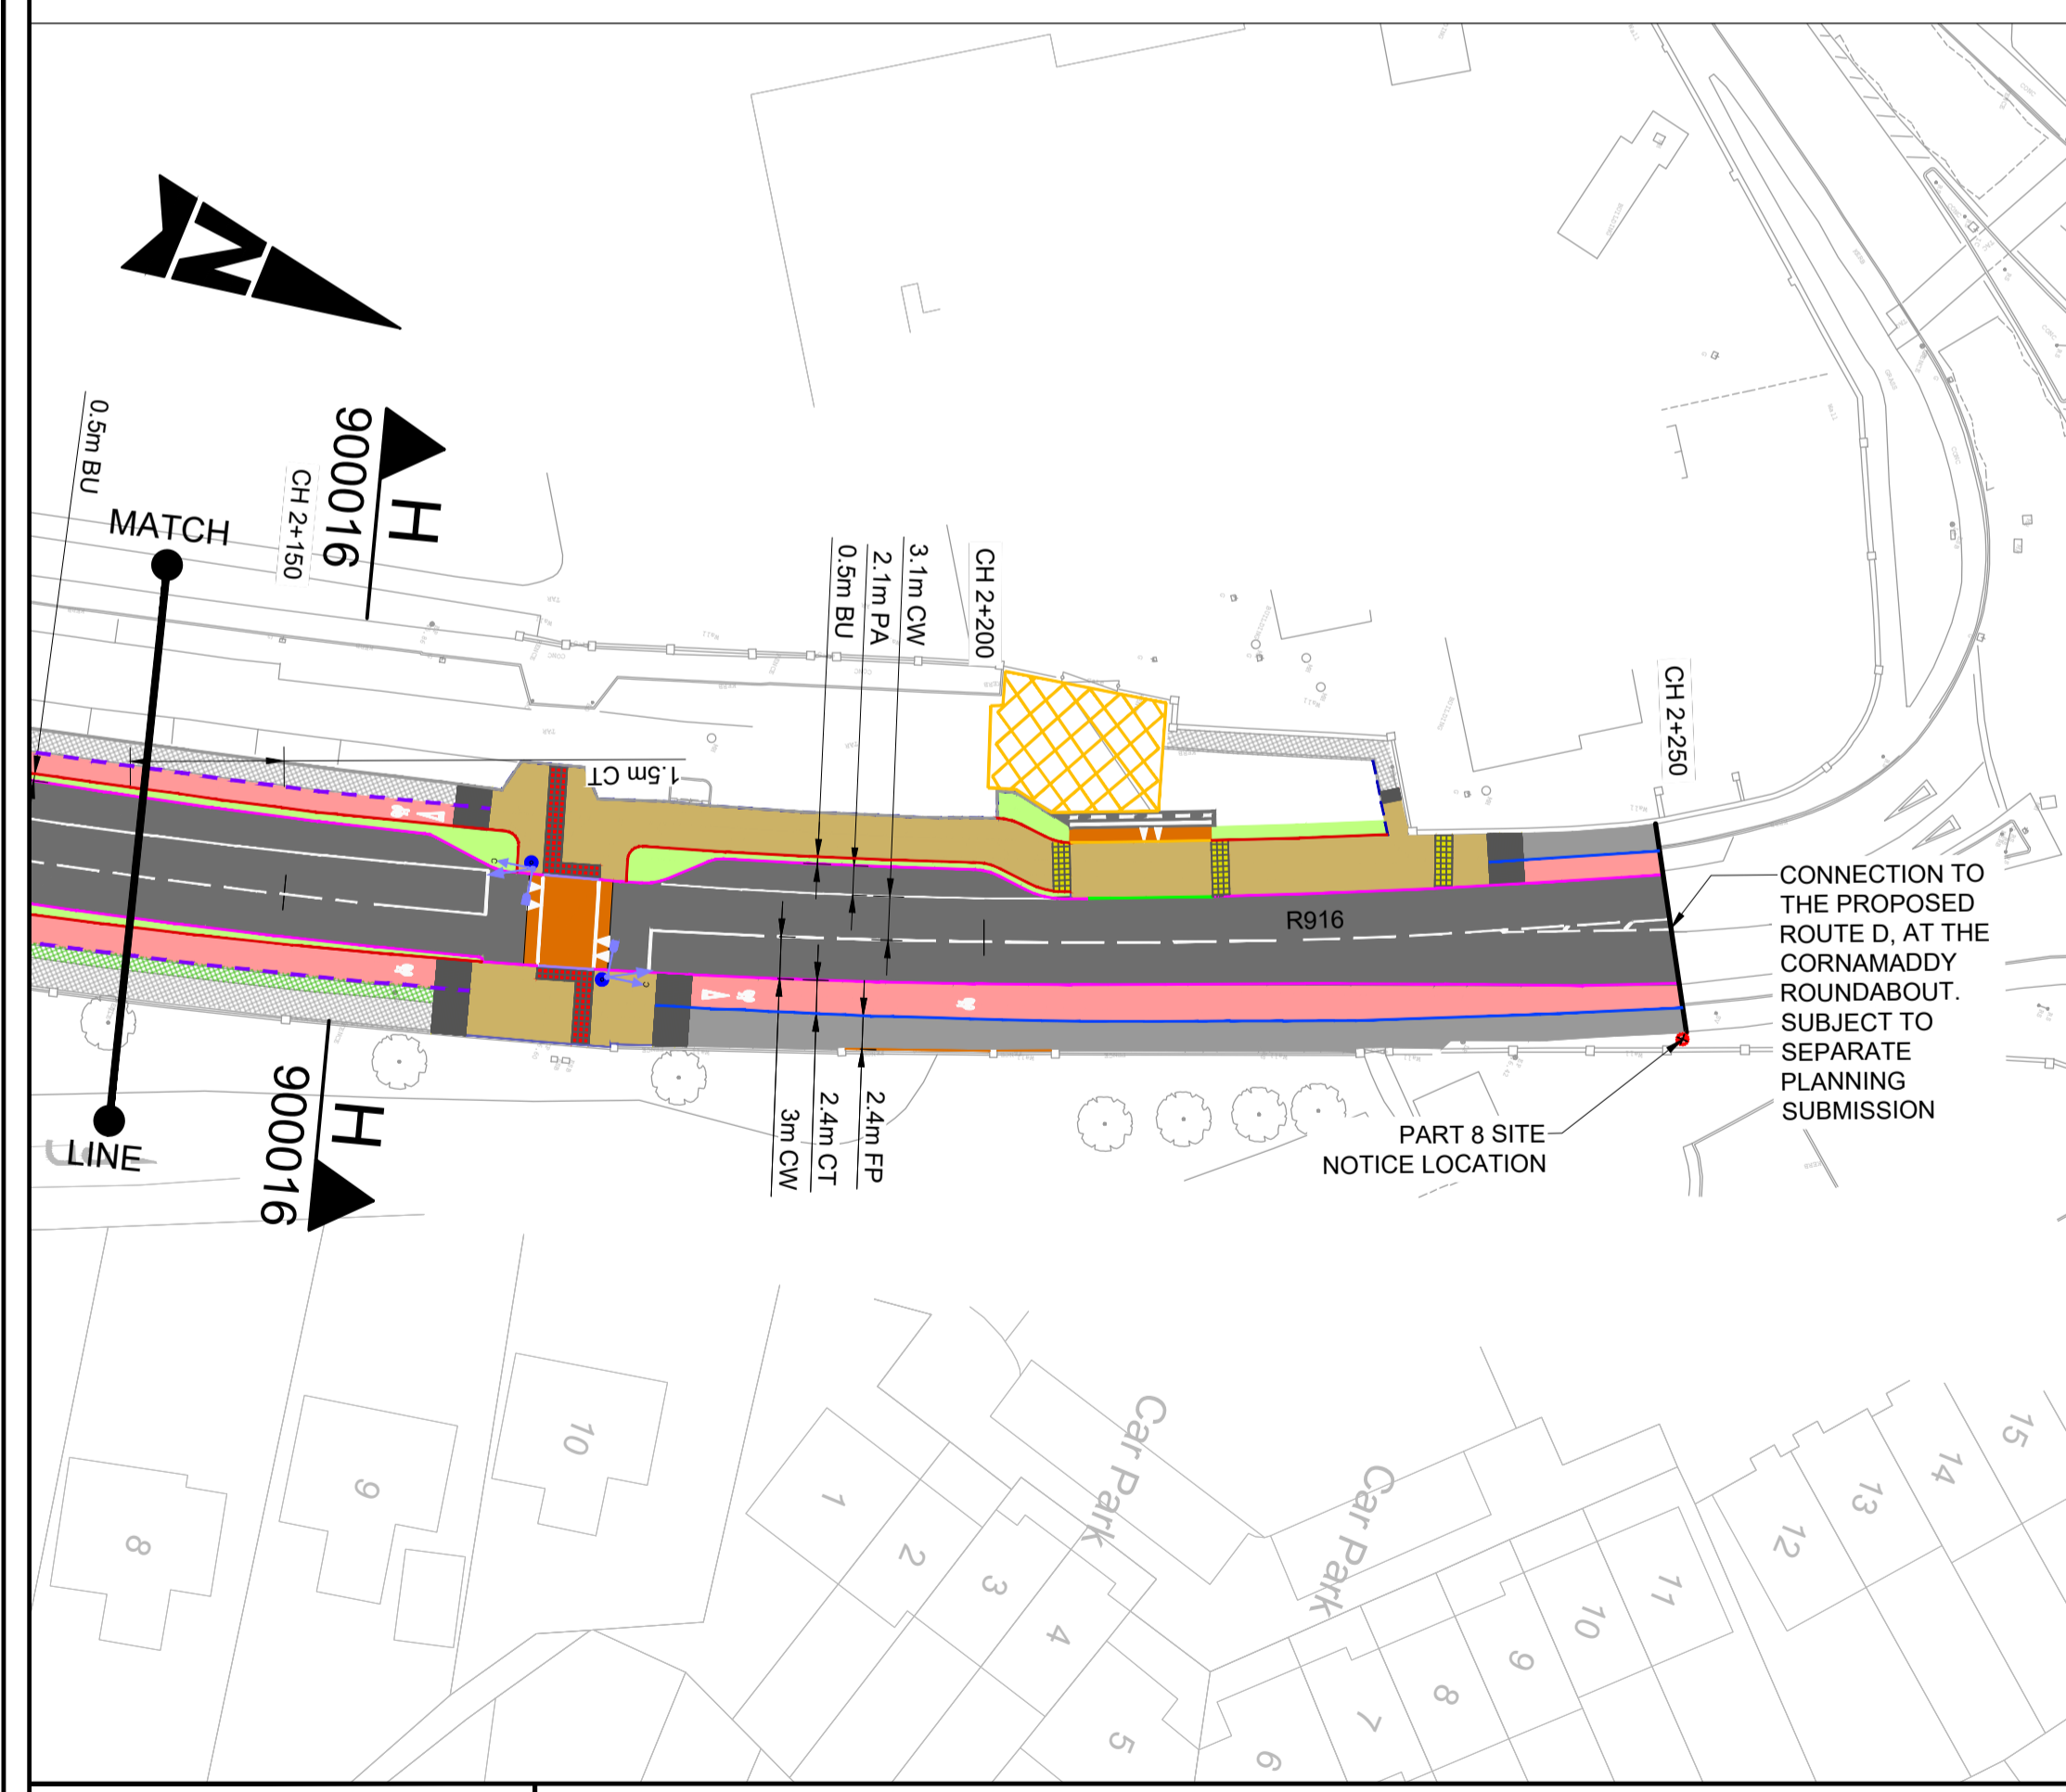 N
0.5m BU
MATCH
LINE
CH 2+150
900016
H
H
900016
1.5m CT
0.5m BU
2.1m PA
3.1m CW
CH 2+200
CH 2+250
R916
3m CW
2.4m CT
2.4m FP
CONNECTION TO
THE PROPOSED
ROUTE D, AT THE
CORNAMADDY
ROUNDABOUT.
SUBJECT TO
SEPARATE
PLANNING
SUBMISSION
PART 8 SITE
NOTICE LOCATION
Car Park
Car Park
8
9
10
1
2
3
4
5
6
7
8
9
10
11
12
13
14
15